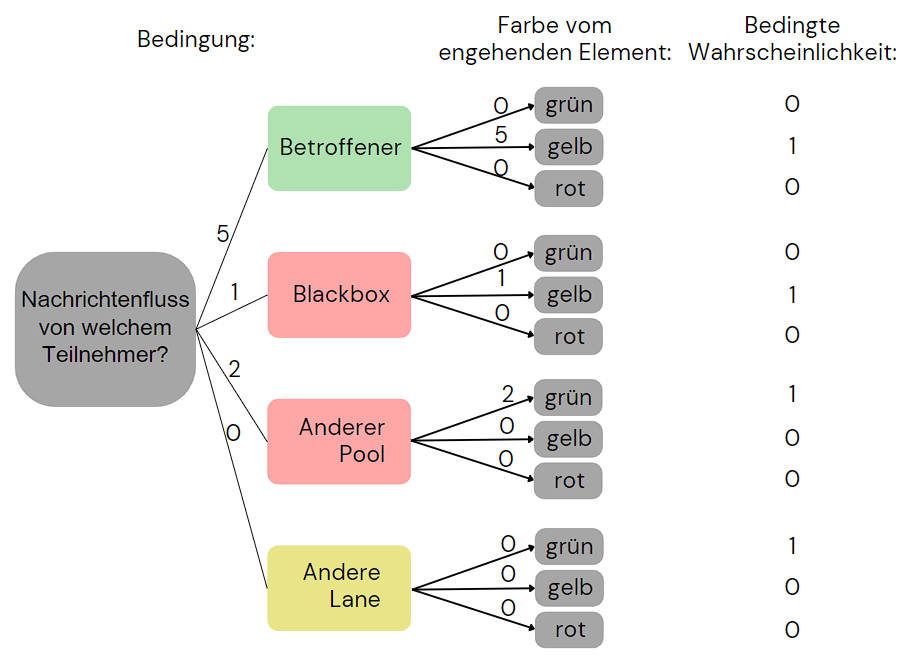 Bedingung:
Farbe vom
engehenden Element:
Bedingte
Wahrscheinlichkeit:
Nachrichtenfluss
von welchem
Teilnehmer?
5
1
2
0
Betroffener
0
grün
0
5
gelb
1
0
rot
0
Blackbox
0
grün
0
1
gelb
1
0
rot
0
Anderer
Pool
2
grün
1
0
gelb
0
0
rot
0
Andere
Lane
0
grün
1
0
gelb
0
0
rot
0